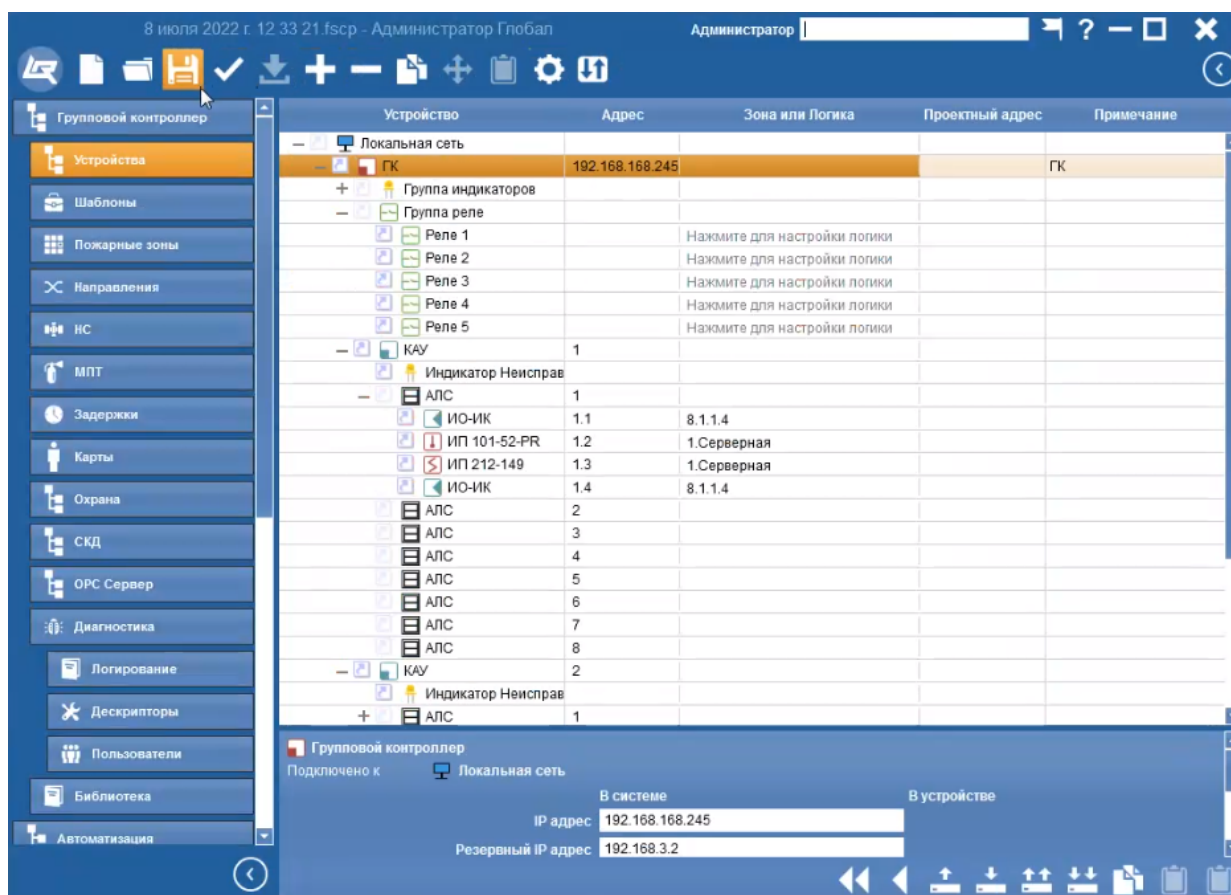 8 июля 2022 г. 12 33 21.fscp - Администратор Глобал
Администратор
Групповой контроллер
Устройства
Шаблоны
Пожарные зоны
Направления
НС
МПТ
Задержки
Карты
Охрана
СКД
ОРС Сервер
Диагностика
Логирование
Дескрипторы
Пользователи
Библиотека
Автоматизация
Устройство Адрес Зона или Логика Проектный адрес Примечание
Локальная сеть
ГК 192.168.168.245 ГК
Группа индикаторов
Группа реле
Реле 1 Нажмите для настройки логики
Реле 2 Нажмите для настройки логики
Реле 3 Нажмите для настройки логики
Реле 4 Нажмите для настройки логики
Реле 5 Нажмите для настройки логики
КАУ 1
Индикатор Неисправ
АЛС 1
ИО-ИК 1.1 8.1.1.4
ИП 101-52-PR 1.2 1.Серверная
ИП 212-149 1.3 1.Серверная
ИО-ИК 1.4 8.1.1.4
АЛС 2
АЛС 3
АЛС 4
АЛС 5
АЛС 6
АЛС 7
АЛС 8
КАУ 2
Индикатор Неисправ
АЛС 1
Групповой контроллер
Подключено к Локальная сеть
В системе В устройстве
IP адрес 192.168.168.245
Резервный IP адрес 192.168.3.2